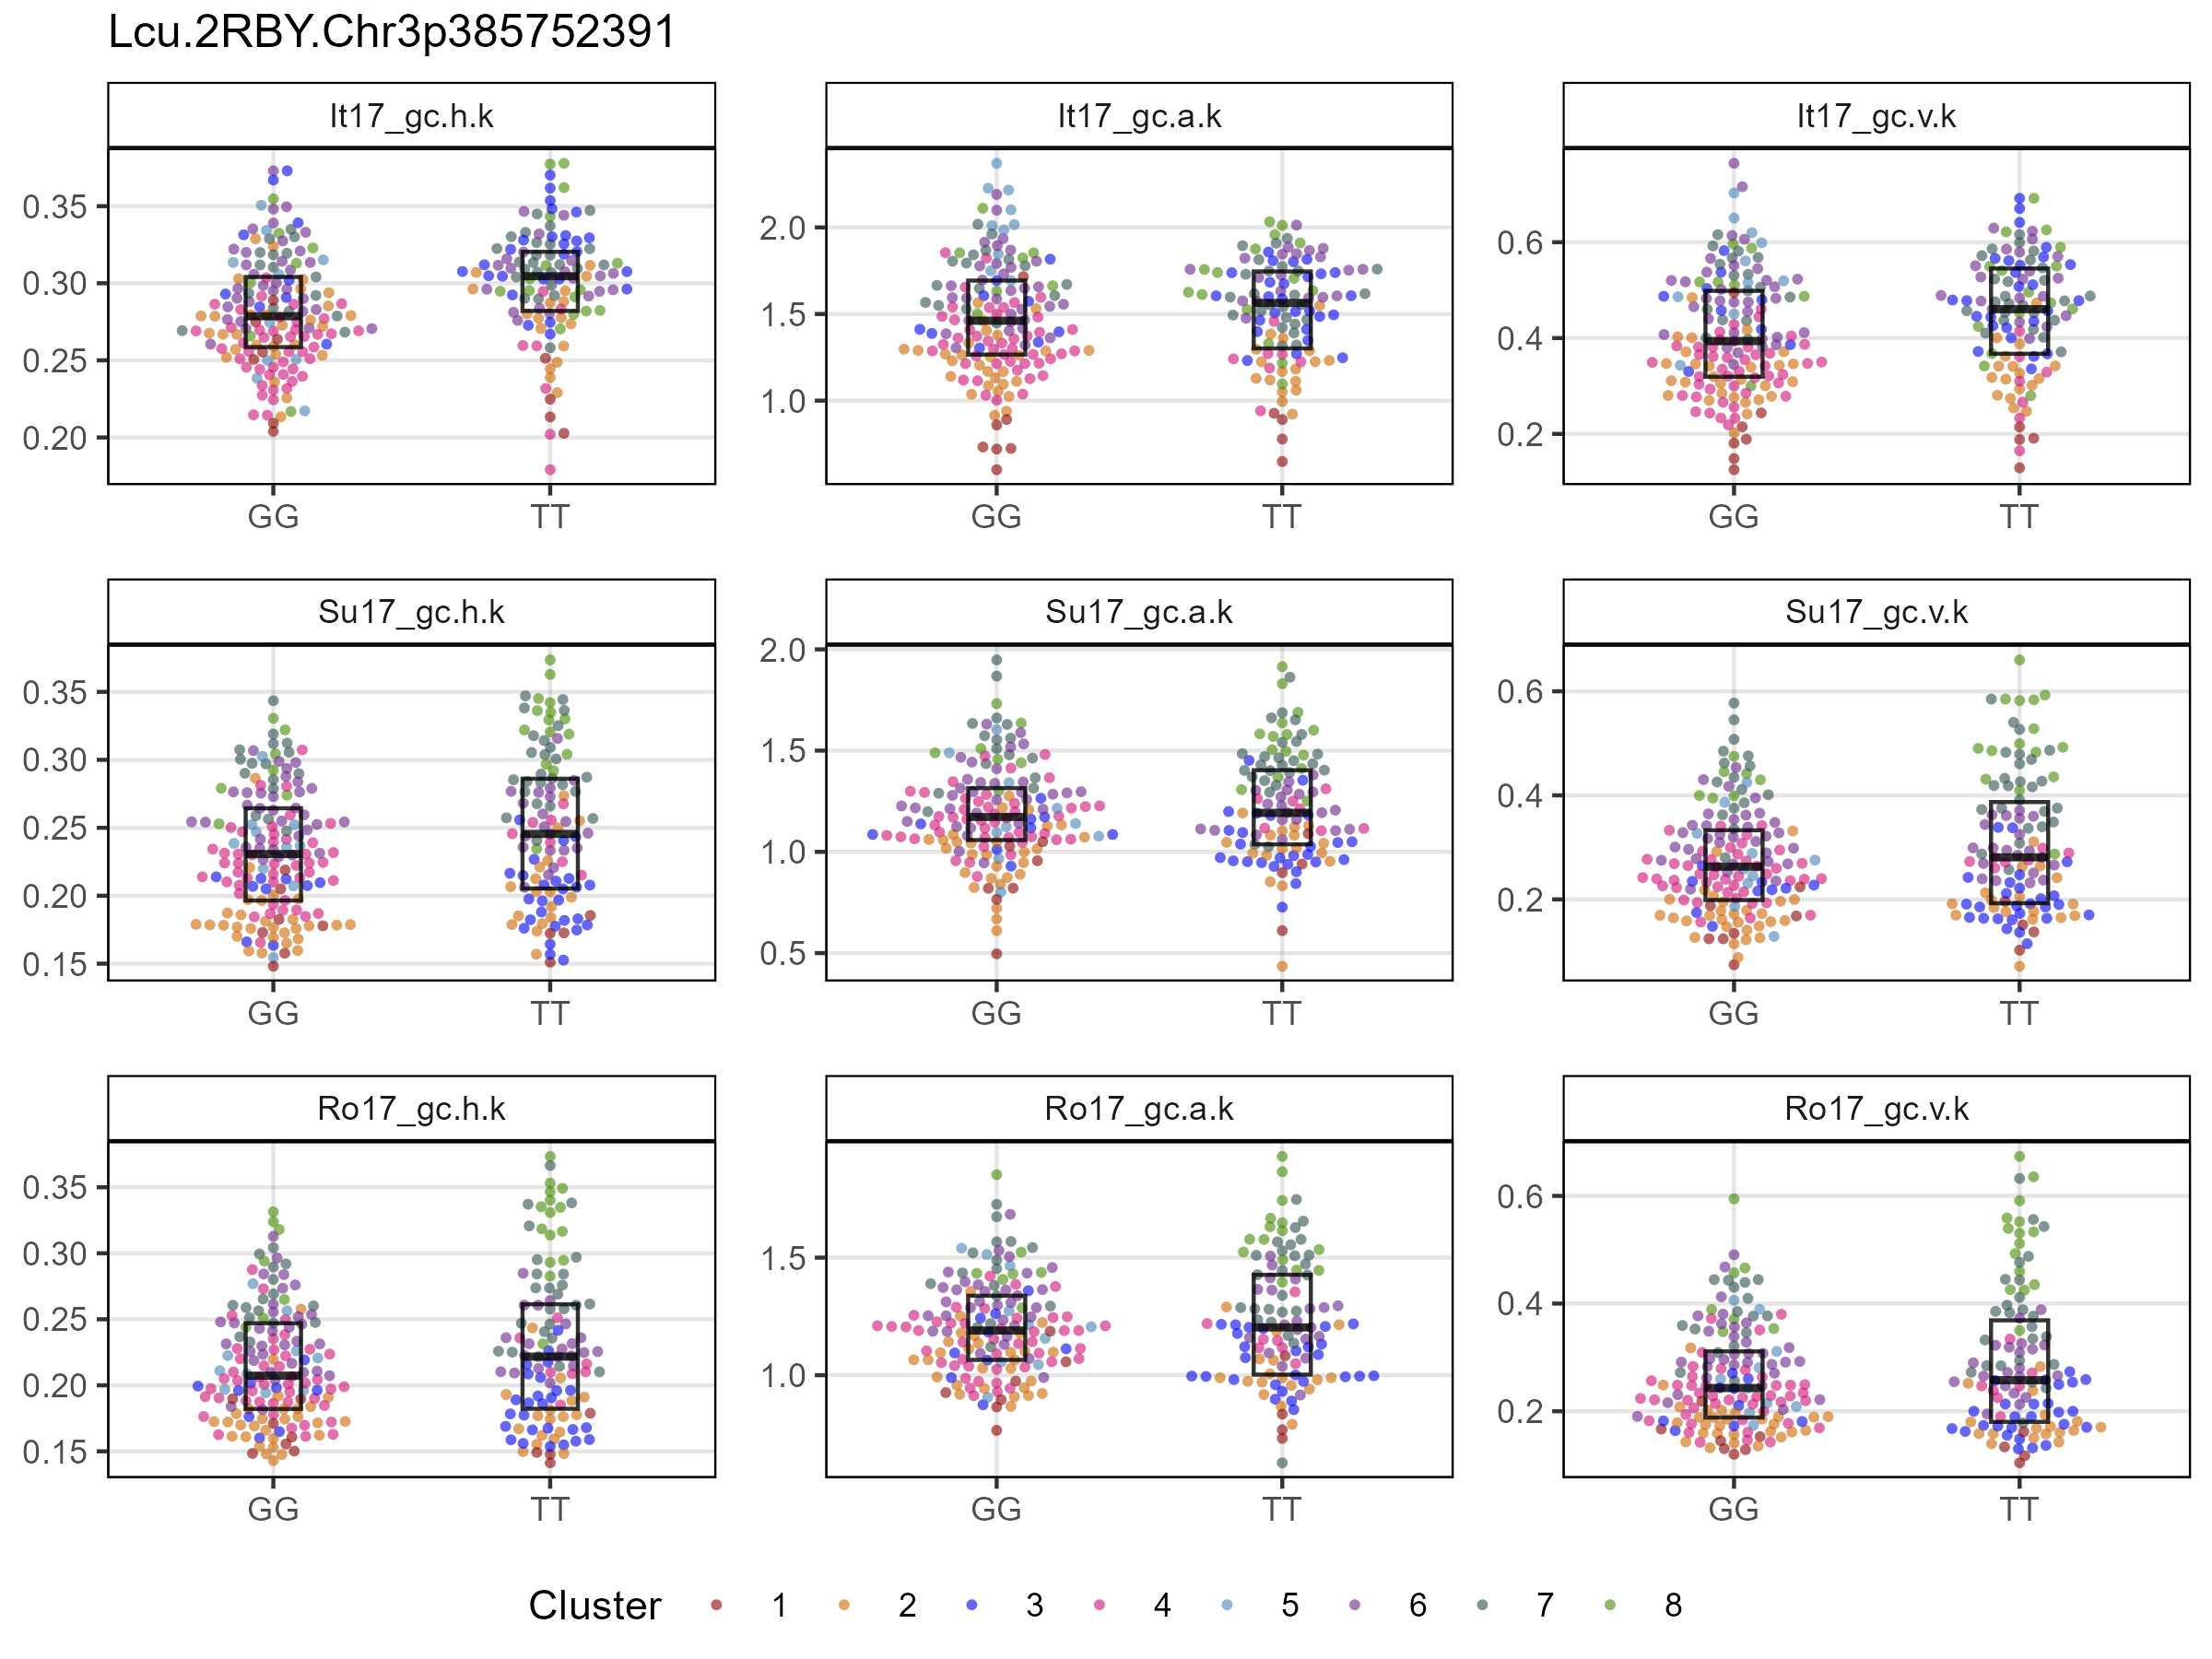 Lcu.2RBY.Chr3p385752391
It17_gc.h.k
It17_gc.a.k
It17_gc.v.k
0.35
0.30
0.25
0.20
GG
TT
2.0
1.5
1.0
GG
TT
0.6
0.4
0.2
GG
TT
Su17_gc.h.k
Su17_gc.a.k
Su17_gc.v.k
0.35
0.30
0.25
0.20
0.15
GG
TT
2.0
1.5
1.0
0.5
GG
TT
0.6
0.4
0.2
GG
TT
Ro17_gc.h.k
Ro17_gc.a.k
Ro17_gc.v.k
0.35
0.30
0.25
0.20
0.15
GG
TT
1.5
1.0
GG
TT
0.6
0.4
0.2
GG
TT
Cluster 1 2 3 4 5 6 7 8